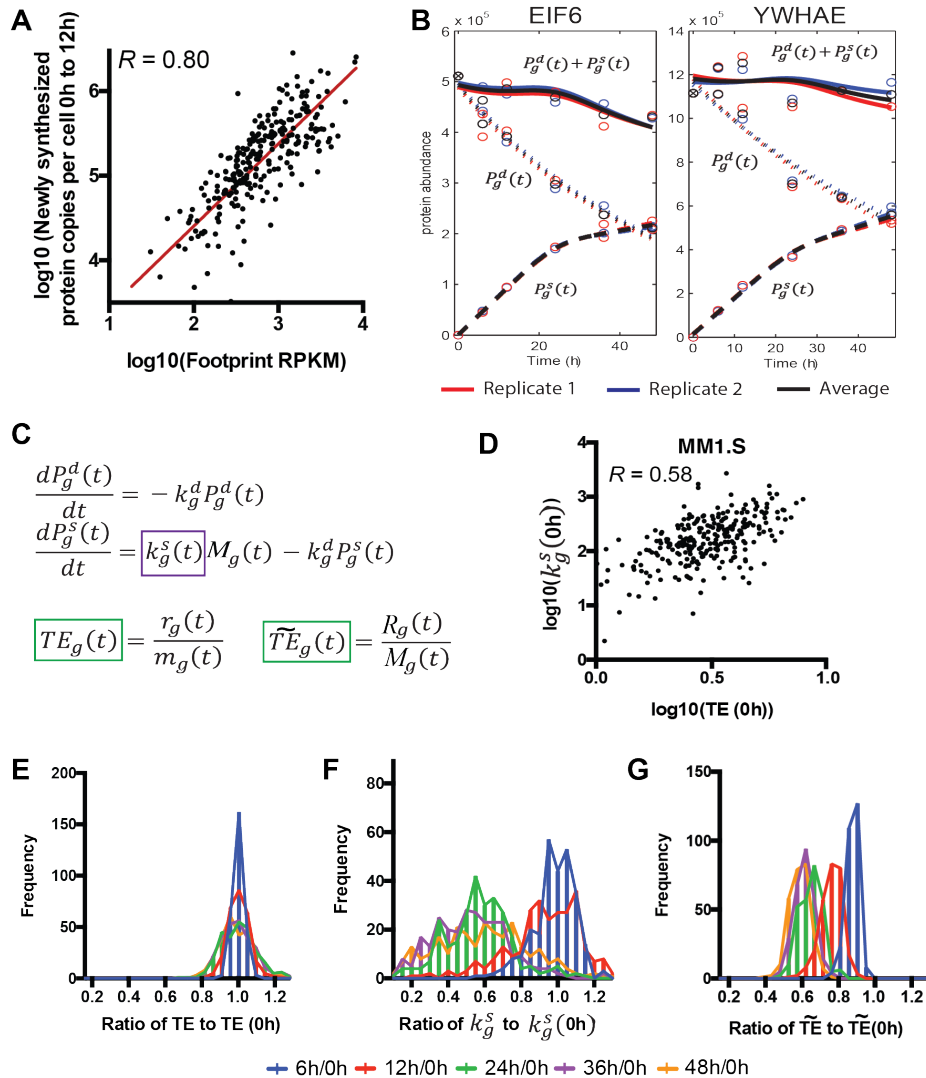 A
R = 0.80
log10 (Newly synthesized
protein copies per cell 0h to 12h)
6
5
4
1 2 3 4
log10(Footprint RPKM)
B
EIF6
x 10⁵
6
5
4
3
2
1
0
protein abundance
P_g^d(t) + P_g^s(t)
P_g^d(t)
P_g^s(t)
0 20 40
Time (h)
YWHAE
x 10⁵
14
12
10
8
6
4
2
0
P_g^d(t) + P_g^s(t)
P_g^d(t)
P_g^s(t)
0 10 20 30 40
Time (h)
Replicate 1 Replicate 2 Average
C
dP_g^d(t)/dt = − k_g^d P_g^d(t)
dP_g^s(t)/dt = k_g^s(t) M_g(t) − k_g^d P_g^s(t)
TE_g(t) = r_g(t)/m_g(t)
T̃E_g(t) = R_g(t)/M_g(t)
D
MM1.S
R = 0.58
log10(k_g^s(0h))
4
3
2
1
0
0.0 0.5 1.0
log10(TE (0h))
E
Frequency
200
150
100
50
0
0.2 0.4 0.6 0.8 1.0 1.2
Ratio of TE to TE (0h)
F
Frequency
80
60
40
20
0
0.2 0.4 0.6 0.8 1.0 1.2
Ratio of k_g^s to k_g^s(0h)
G
Frequency
150
100
50
0
0.2 0.4 0.6 0.8 1.0 1.2
Ratio of T̃E to T̃E(0h)
6h/0h 12h/0h 24h/0h 36h/0h 48h/0h